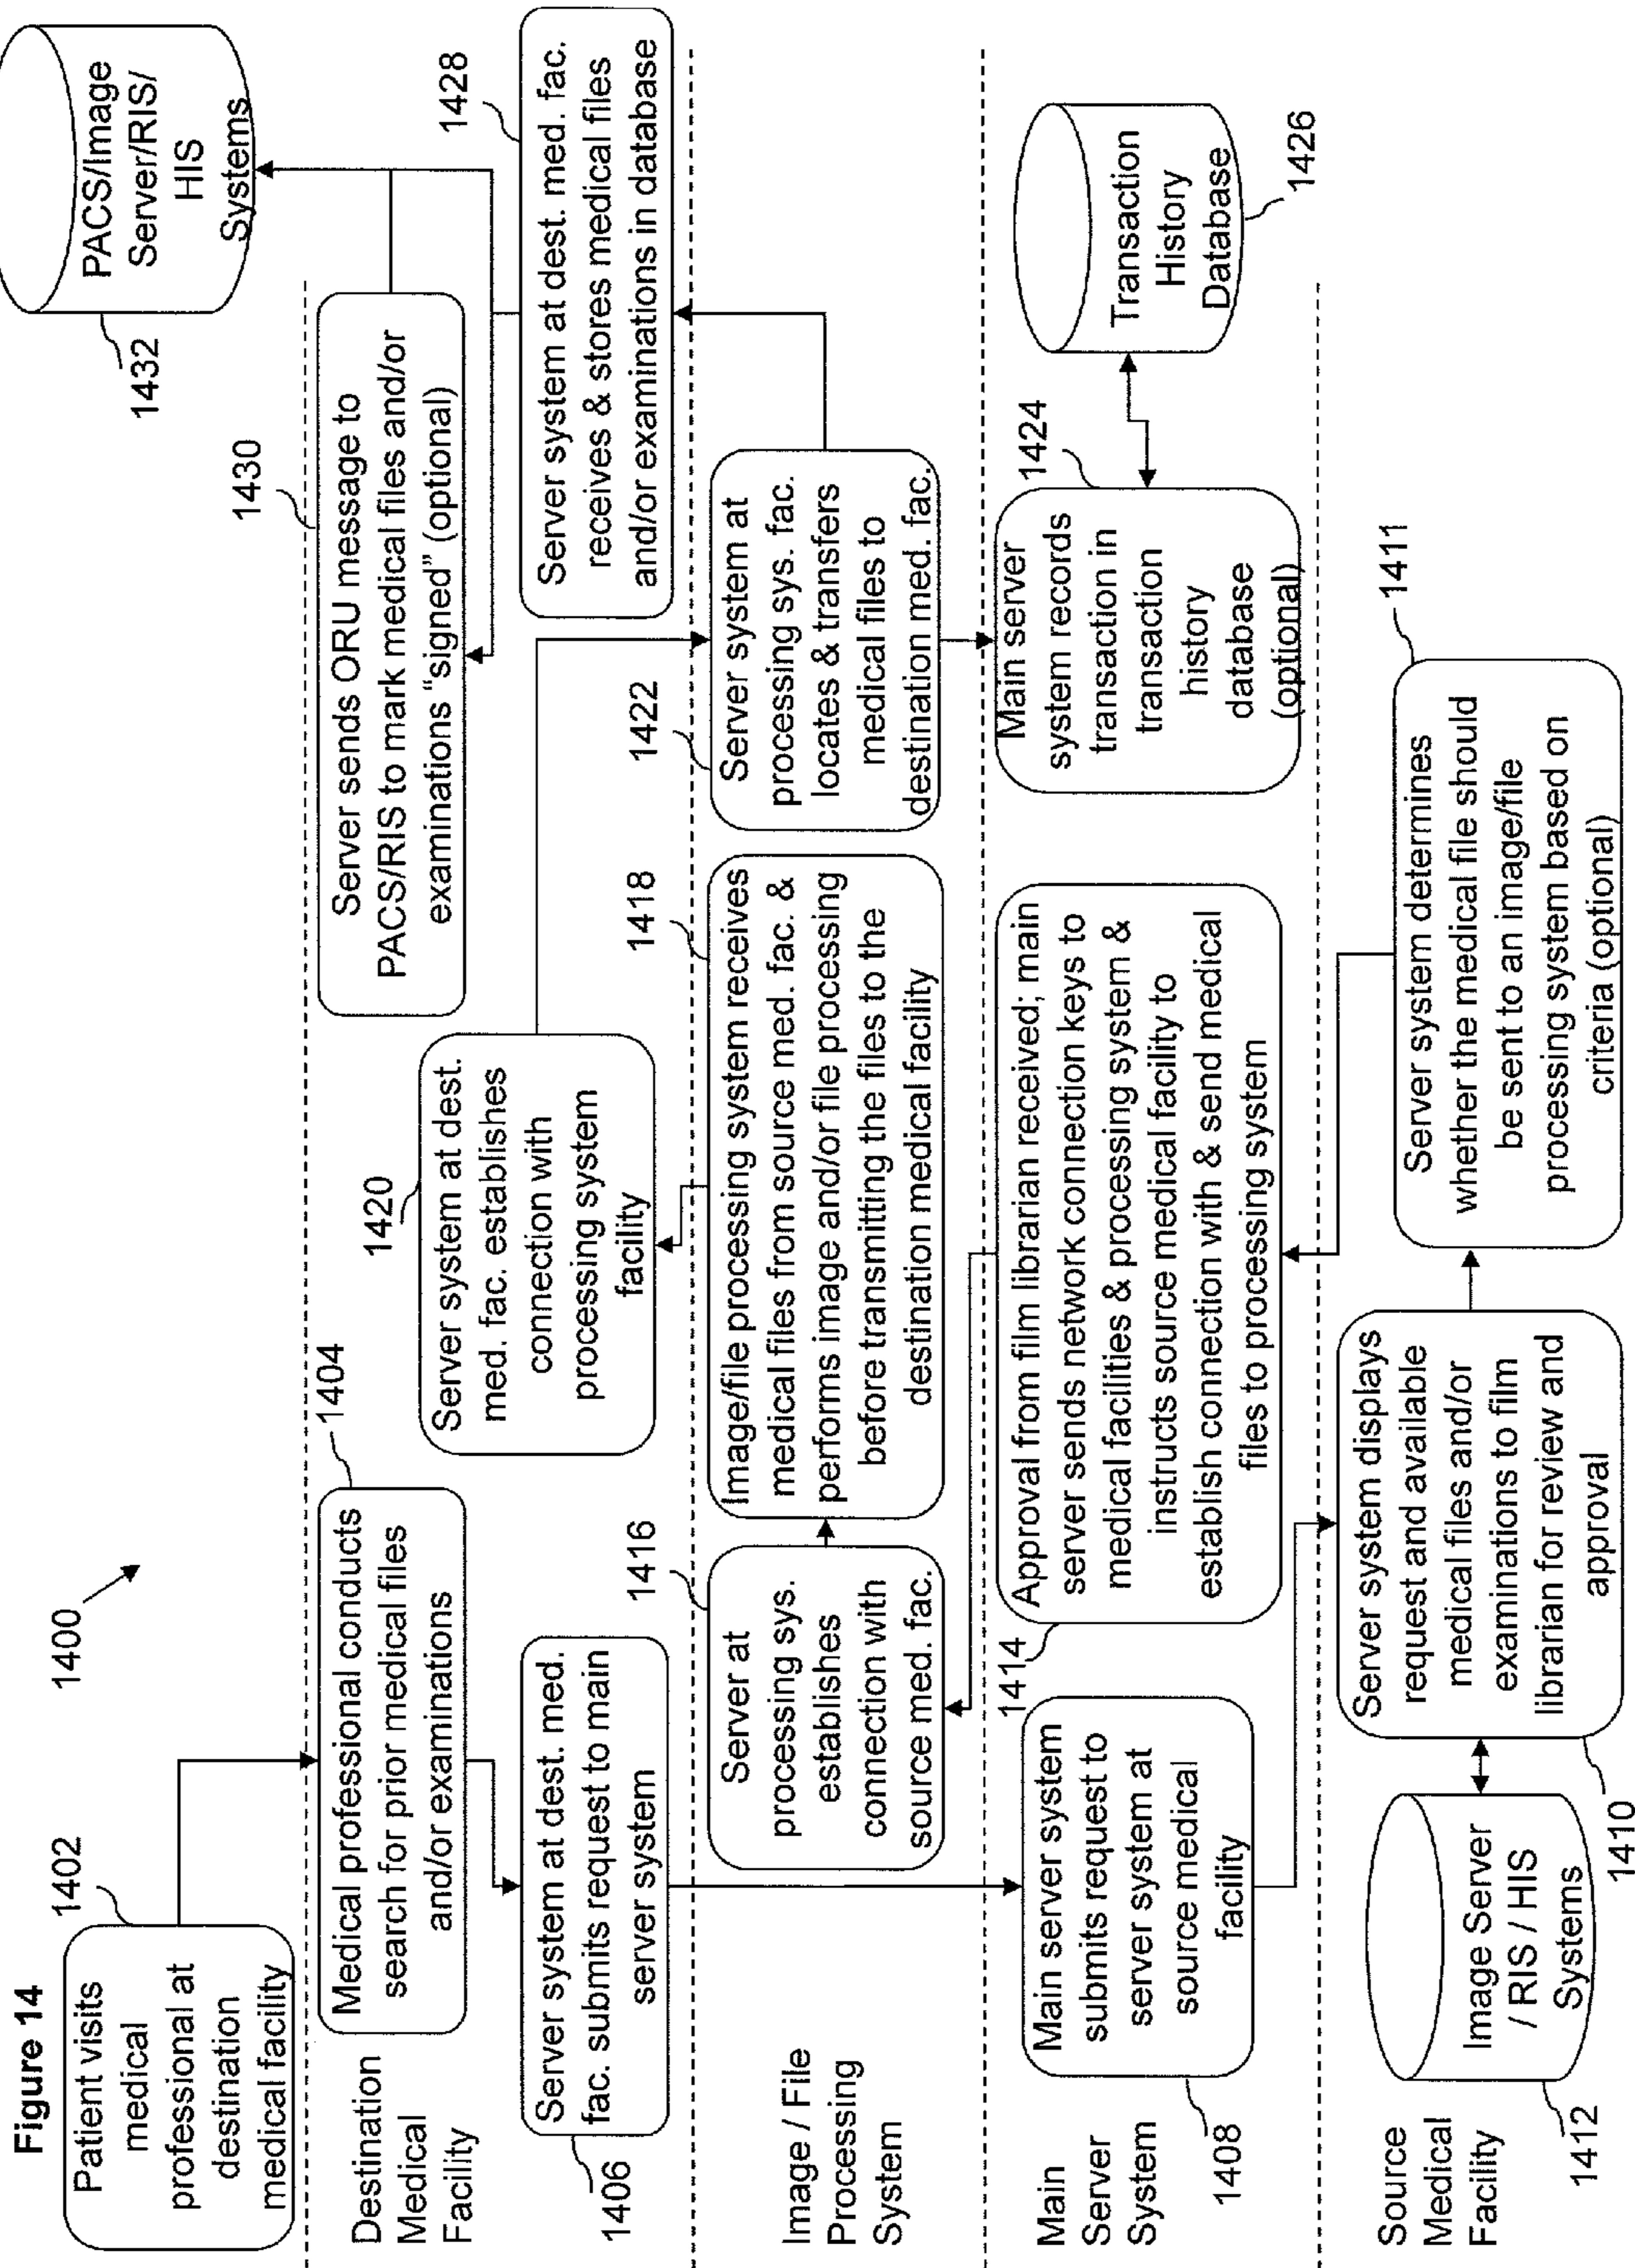 Figure 14
1400
Patient visits
medical
professional at
destination
medical facility
1402
Destination
Medical
Facility
Medical professional conducts
search for prior medical files
and/or examinations
1404
Server system at dest. med.
fac. submits request to main
server system
1406
Server system at dest.
med. fac. establishes
connection with
processing system
facility
1420
Server sends ORU message to
PACS/RIS to mark medical files and/or
examinations “signed” (optional)
1430
PACS/Image
Server/RIS/
HIS
Systems
1432
Server system at dest. med. fac.
receives & stores medical files
and/or examinations in database
1428
Image / File
Processing
System
Server at
processing sys.
establishes
connection with
source med. fac.
1416
Image/file processing system receives
medical files from source med. fac. &
performs image and/or file processing
before transmitting the files to the
destination medical facility
1418
Server system at
processing sys. fac.
locates & transfers
medical files to
destination med. fac.
1422
Main
Server
System
Main server system
submits request to
server system at
source medical
facility
1408
Approval from film librarian received; main
server sends network connection keys to
medical facilities & processing system &
instructs source medical facility to
establish connection with & send medical
files to processing system
1414
Main server
system records
transaction in
transaction
history
database
(optional)
1424
Transaction
History
Database
1426
Source
Medical
Facility
Image Server
/ RIS / HIS
Systems
1412
Server system displays
request and available
medical files and/or
examinations to film
librarian for review and
approval
1410
Server system determines
whether the medical file should
be sent to an image/file
processing system based on
criteria (optional)
1411